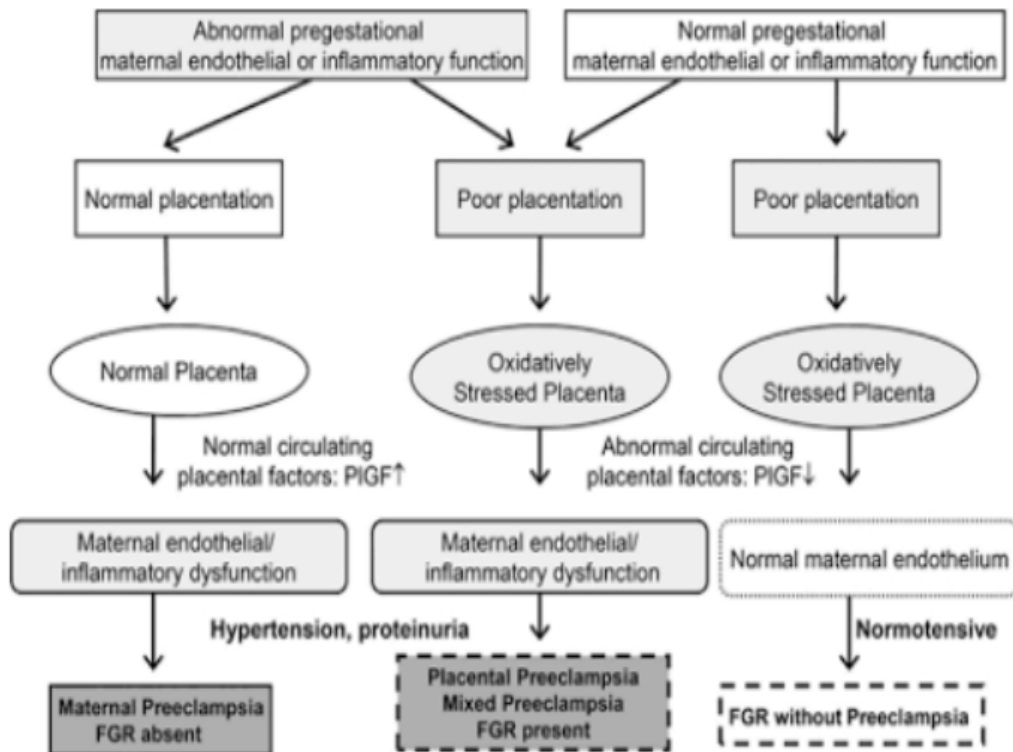 Abnormal pregestational
maternal endothelial or inflammatory function
Normal pregestational
maternal endothelial or inflammatory function
Normal placentation
Poor placentation
Poor placentation
Normal Placenta
Oxidatively
Stressed Placenta
Oxidatively
Stressed Placenta
Normal circulating
placental factors: PlGF↑
Abnormal circulating
placental factors: PlGF↓
Maternal endothelial/
inflammatory dysfunction
Maternal endothelial/
inflammatory dysfunction
Normal maternal endothelium
Hypertension, proteinuria
Normotensive
Maternal Preeclampsia
FGR absent
Placental Preeclampsia
Mixed Preeclampsia
FGR present
FGR without Preeclampsia